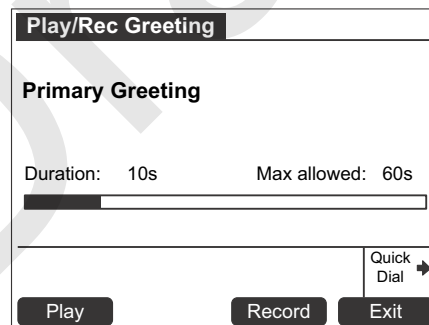 Play/Rec Greeting
Primary Greeting
Duration: 10s Max allowed: 60s
Quick
Dial
Play Record Exit